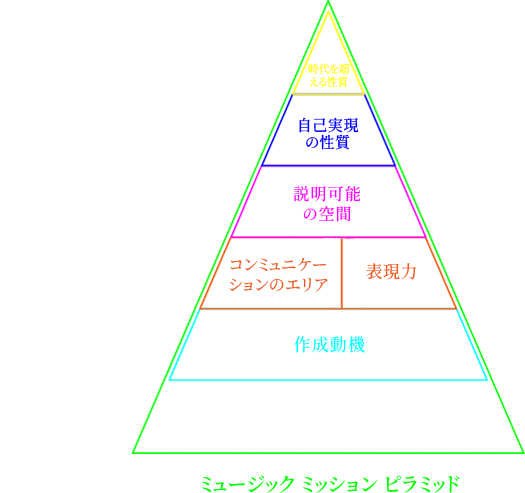 時代を超
える性質
自己実現
の性質
説明可能
の空間
コンミュニケー
ションのエリア
表現力
作成動機
ミュージック ミッション ピラミッド